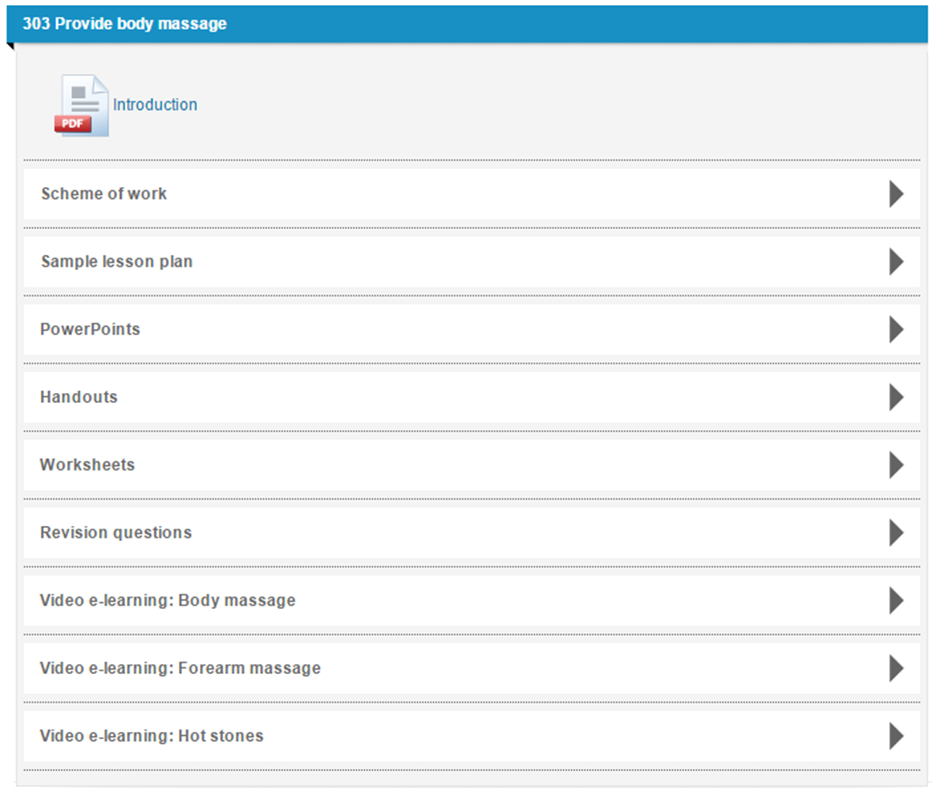 303 Provide body massage
PDF
Introduction
Scheme of work
Sample lesson plan
PowerPoints
Handouts
Worksheets
Revision questions
Video e-learning: Body massage
Video e-learning: Forearm massage
Video e-learning: Hot stones